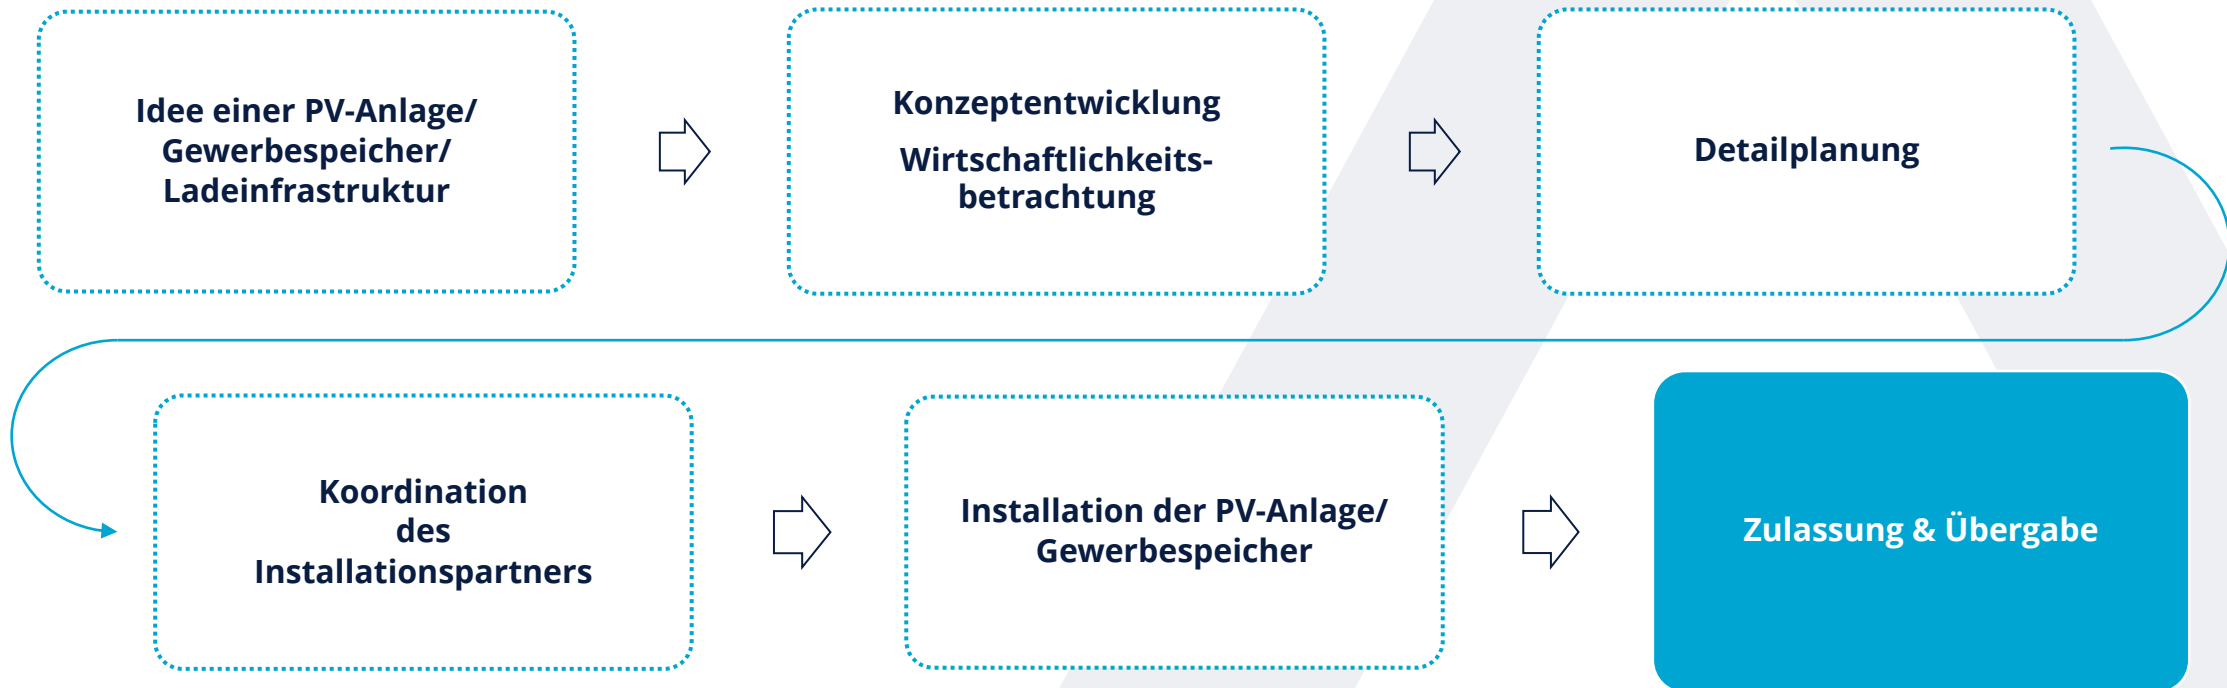 Idee einer PV-Anlage/
Gewerbespeicher/
Ladeinfrastruktur
Konzeptentwicklung
Wirtschaftlichkeits-
betrachtung
Detailplanung
Koordination
des
Installationspartners
Installation der PV-Anlage/
Gewerbespeicher
Zulassung & Übergabe